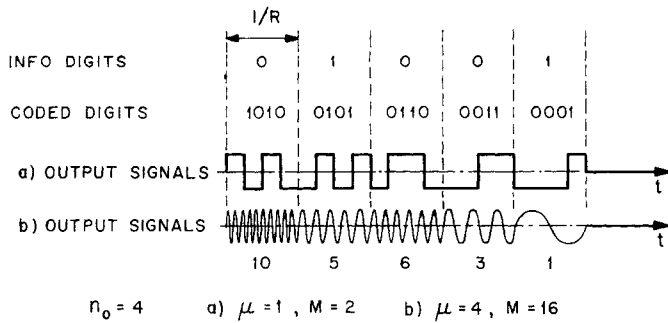 1/R
INFO DIGITS 0 1 0 0 1
CODED DIGITS 1010 0101 0110 0011 0001
a) OUTPUT SIGNALS t
b) OUTPUT SIGNALS t
10 5 6 3 1
n₀ = 4 a) μ = 1 , M = 2 b) μ = 4 , M = 16